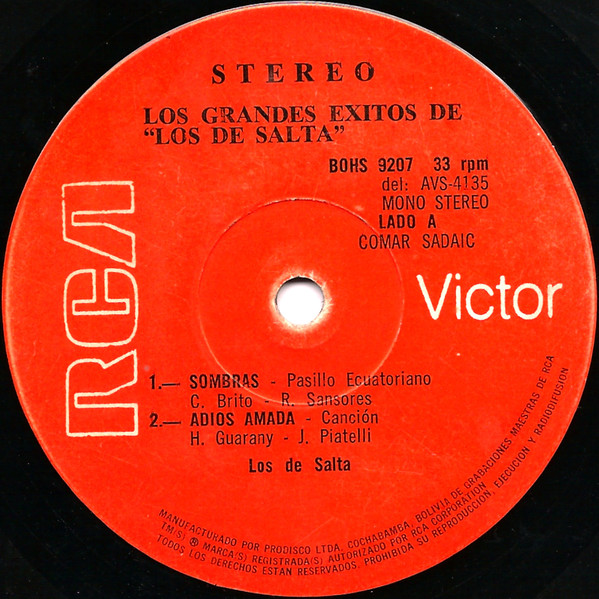 STEREO
LOS GRANDES EXITOS DE
"LOS DE SALTA"
BOHS 9207 33 rpm
del: AVS-4135
MONO STEREO
LADO A
COMAR SADAIC
RCA
Victor
1.— SOMBRAS - Pasillo Ecuatoriano
C. Brito - R. Sansores
2.— ADIOS AMADA - Canción
H. Guarany - J. Piatelli
Los de Salta
MANUFACTURADO POR PRODISCO LTDA. COCHABAMBA, BOLIVIA DE GRABACIONES MAESTRAS DE RCA
TM(S) ® MARCA(S) REGISTRADA(S) AUTORIZADO POR RCA CORPORATION
TODOS LOS DERECHOS ESTAN RESERVADOS. PROHIBIDA SU REPRODUCCION, EJECUCION Y RADIODIFUSION